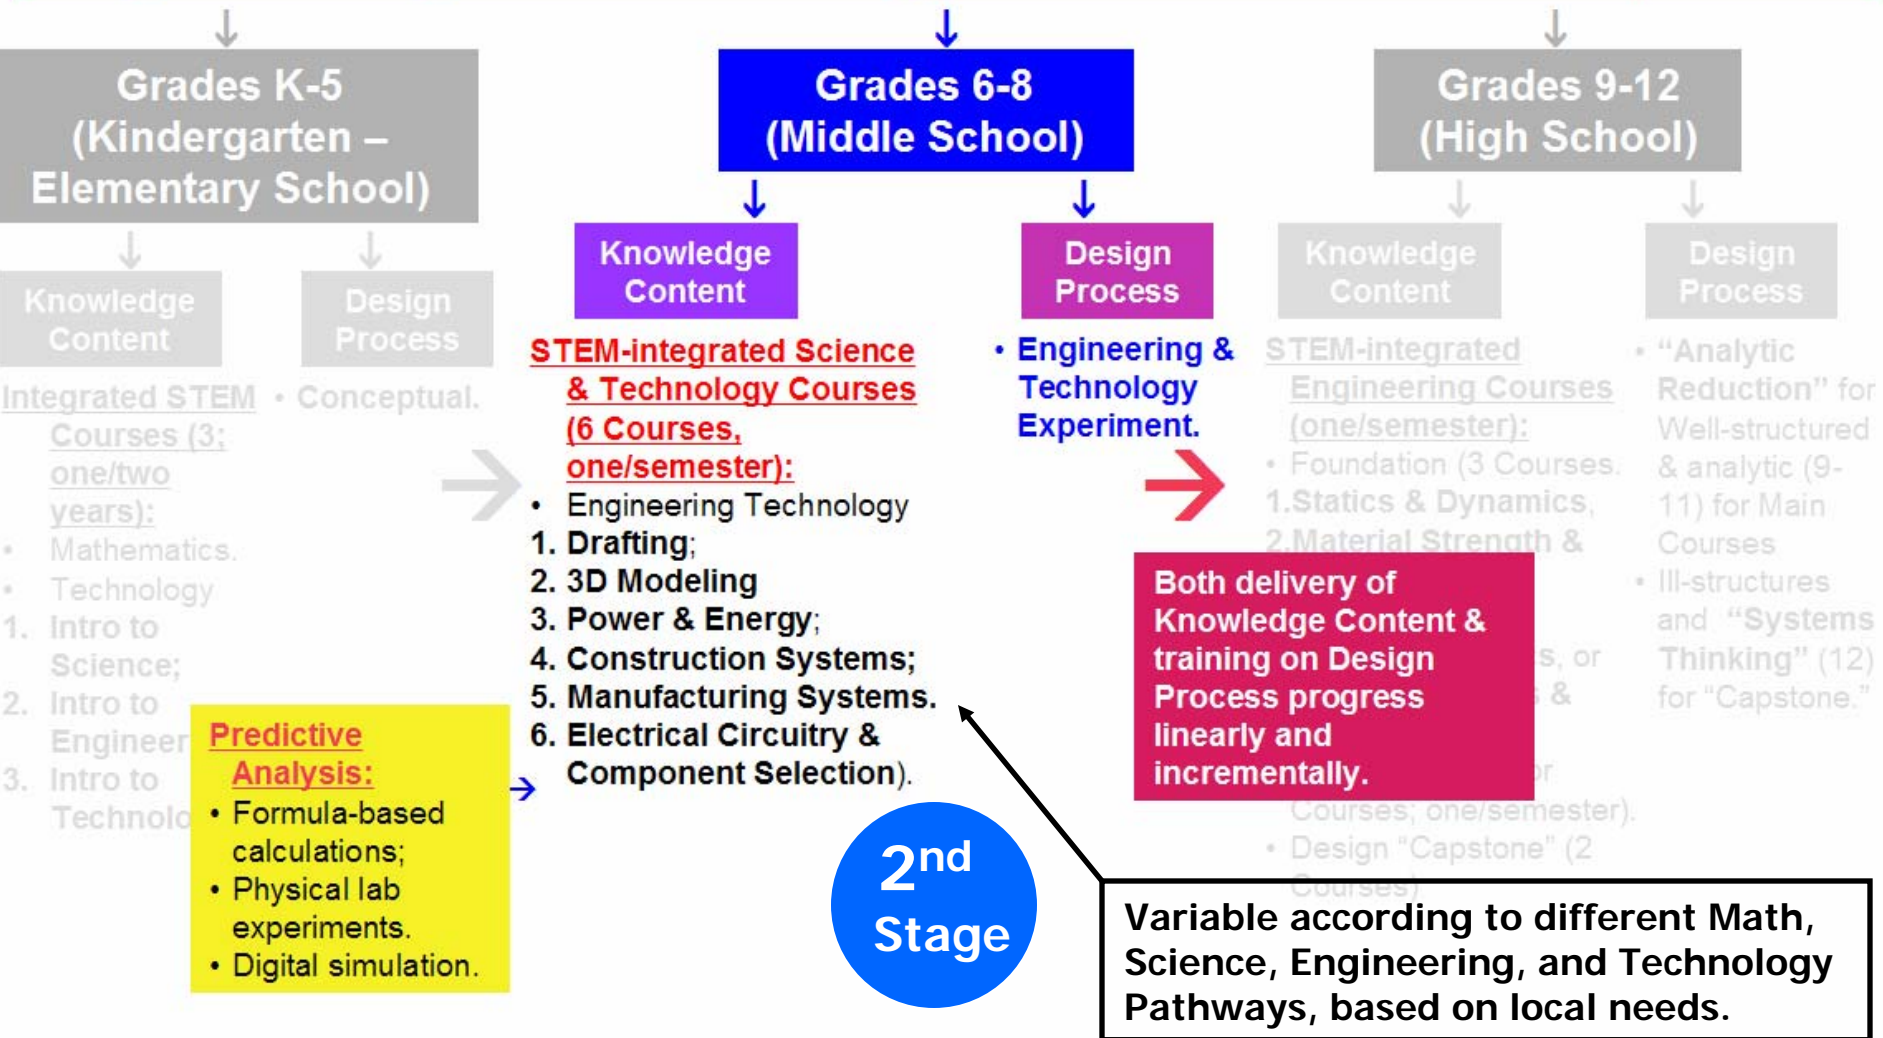 Grades K-5
(Kindergarten –
Elementary School)
Knowledge
Content
Design
Process
Integrated STEM
Courses (3;
one/two
years):
• Mathematics.
• Technology
1. Intro to
Science;
2. Intro to
Engineer
3. Intro to
Technolo
• Conceptual.
Predictive
Analysis:
• Formula-based
calculations;
• Physical lab
experiments.
• Digital simulation.
Grades 6-8
(Middle School)
Knowledge
Content
STEM-integrated Science
& Technology Courses
(6 Courses,
one/semester):
• Engineering Technology
1. Drafting;
2. 3D Modeling
3. Power & Energy;
4. Construction Systems;
5. Manufacturing Systems.
6. Electrical Circuitry &
Component Selection).
Design
Process
• Engineering &
Technology
Experiment.
2nd
Stage
Grades 9-12
(High School)
Knowledge
Content
STEM-integrated
Engineering Courses
(one/semester):
• Foundation (3 Courses.
1.Statics & Dynamics,
2.Material Strength &
s, or
&
or
Courses; one/semester).
• Design “Capstone” (2
Courses)
Design
Process
• “Analytic
Reduction” for
Well-structured
& analytic (9-
11) for Main
Courses
• Ill-structures
and “Systems
Thinking” (12)
for “Capstone.”
Both delivery of
Knowledge Content &
training on Design
Process progress
linearly and
incrementally.
Variable according to different Math,
Science, Engineering, and Technology
Pathways, based on local needs.